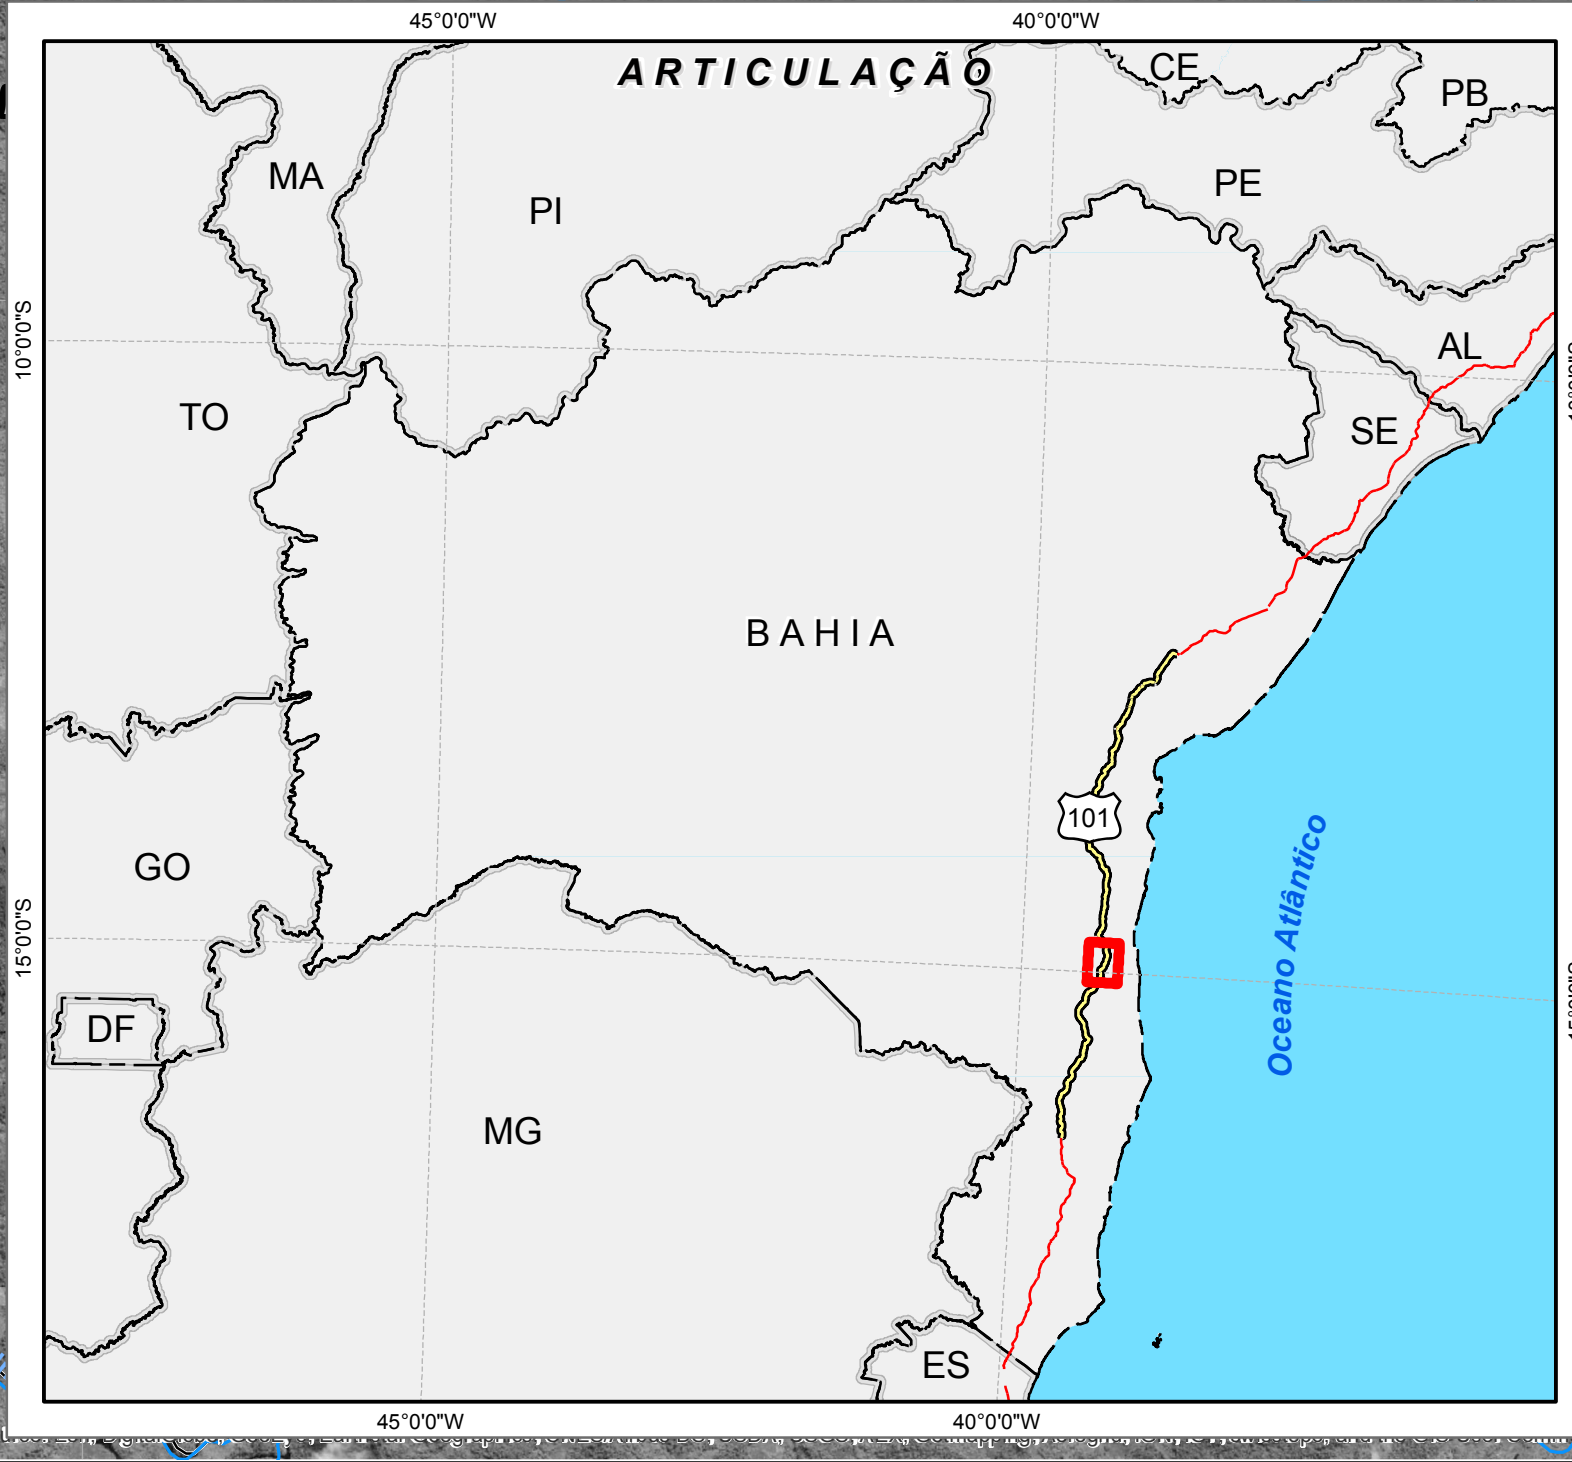 45°0'0"W
40°0'0"W
ARTICULAÇÃO
CE
PB
MA
PE
PI
10°0'0"S
AL
TO
SE
BAHIA
101
GO
Oceano Atlântico
15°0'0"S
DF
MG
ES
45°0'0"W
40°0'0"W